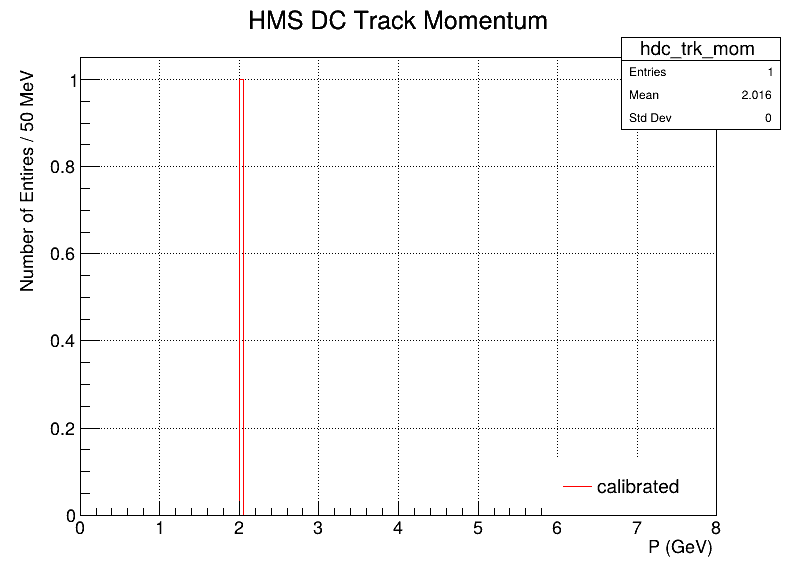 HMS DC Track Momentum
hdc_trk_mom
Entries 1
Mean 2.016
Std Dev 0
Number of Entires / 50 MeV
1
0.8
0.6
0.4
0.2
0
calibrated
0 1 2 3 4 5 6 7 8
P (GeV)